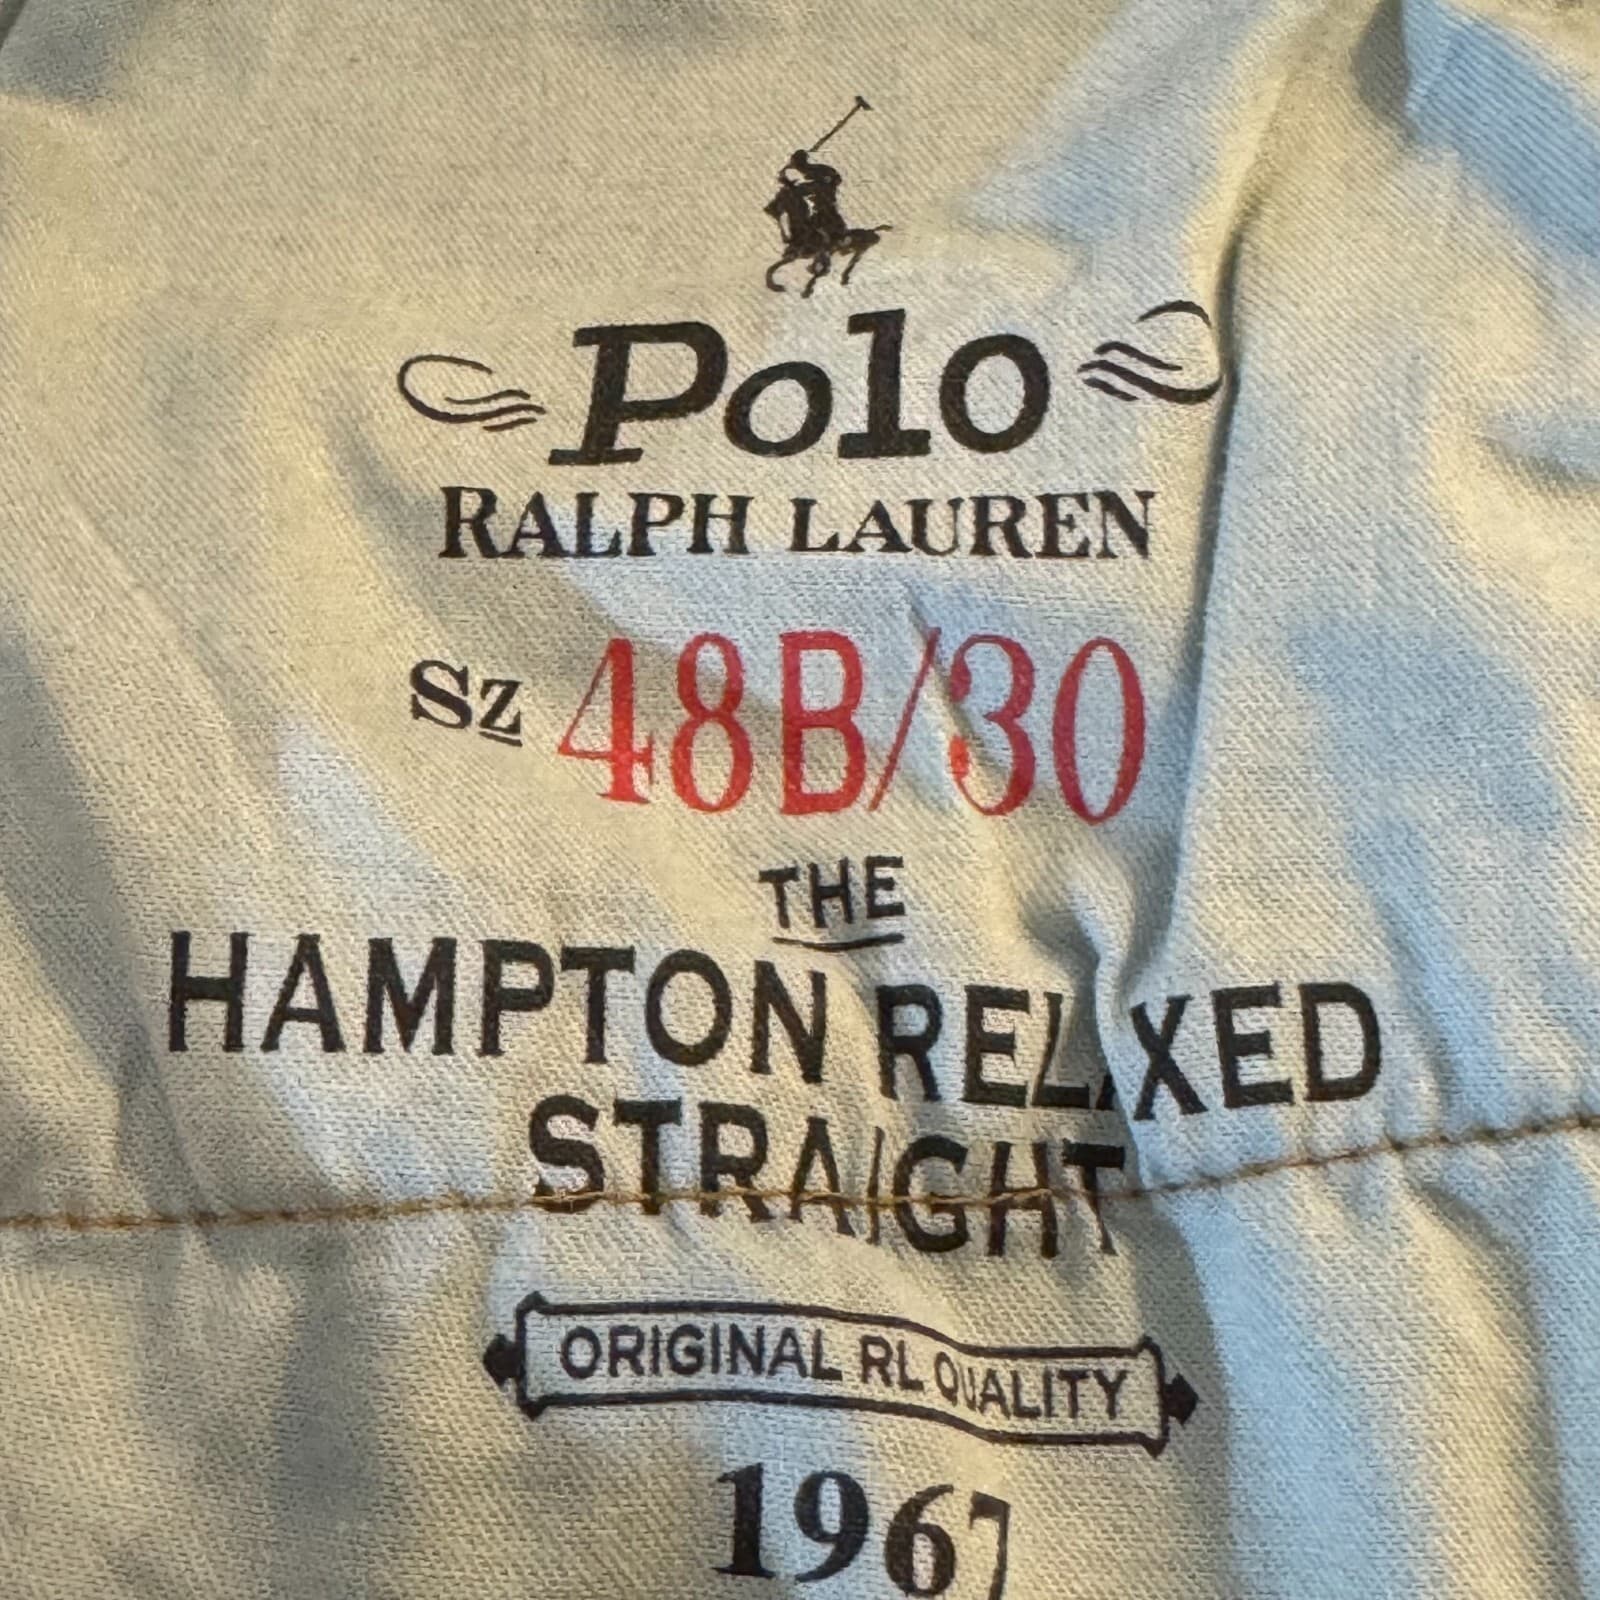 Polo
RALPH LAUREN
Sz 48B/30
THE
HAMPTON RELAXED
STRAIGHT
ORIGINAL RL QUALITY
1967